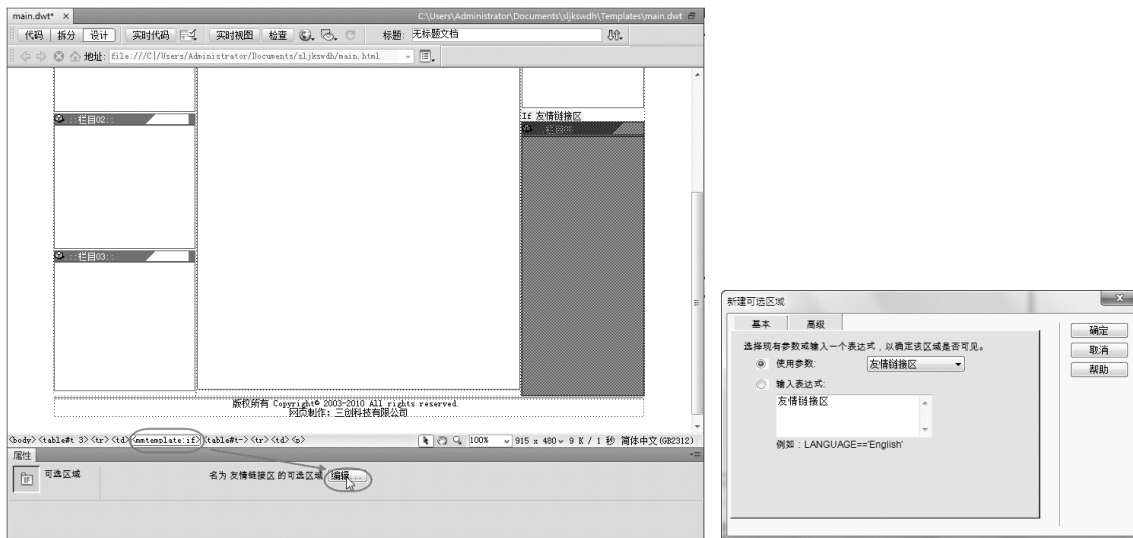 main.dwt* × C:\Users\Administrator\Documents\sljkswdh\Templates\main.dwt
代码 拆分 设计 实时代码 实时视图 检查 标题: 无标题文档
地址: file:///C|/Users/Administrator/Documents/sljkswdh/main.html
::栏目02::
If 友情链接区
::栏目03::
版权所有 Copyright© 2003-2010 All rights reserved.
网页制作: 三创科技有限公司
<body><table#t 3><tr><td><mmtemplate:if><table#t-><tr><td><p> 100% 915 x 480 9 K / 1 秒 简体中文(GB2312)
属性
IF 可选区域 名为 友情链接区 的可选区域 编辑...
新建可选区域 x
基本 高级
确定
取消
帮助
选择现有参数或输入一个表达式，以确定该区域是否可见。
使用参数: 友情链接区
输入表达式:
友情链接区
例如：LANGUAGE=='English'